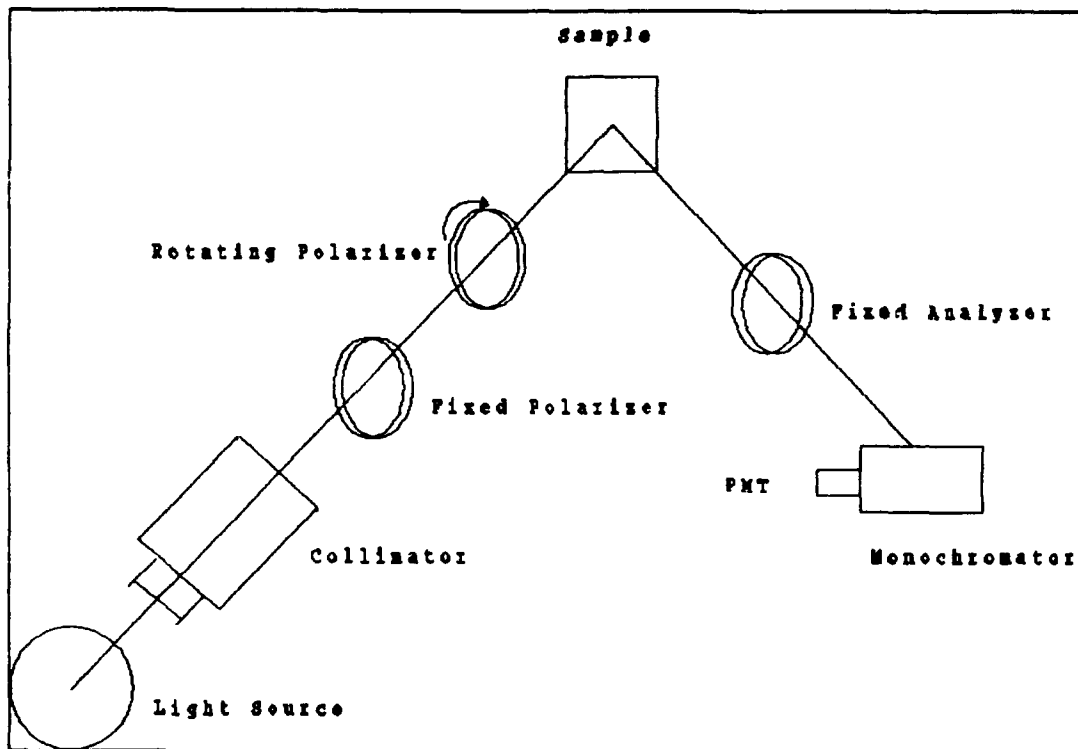 Sample
Rotating Polarizer
Fixed Analyzer
Fixed Polarizer
PMT
Collimator
Monochromator
Light Source